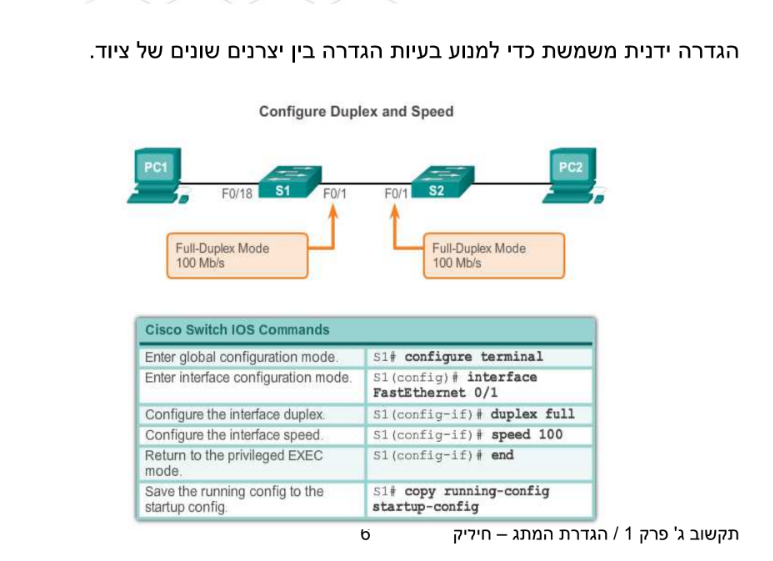 הגדרה ידנית משמשת כדי למנוע בעיות הגדרה בין יצרנים שונים של ציוד.
Configure Duplex and Speed
PC1
F0/18
S1
F0/1
F0/1
S2
PC2
Full-Duplex Mode
100 Mb/s
Full-Duplex Mode
100 Mb/s
Cisco Switch IOS Commands
Enter global configuration mode. S1# configure terminal
Enter interface configuration mode. S1(config)# interface
FastEthernet 0/1
Configure the interface duplex. S1(config-if)# duplex full
Configure the interface speed. S1(config-if)# speed 100
Return to the privileged EXEC S1(config-if)# end
mode.
Save the running config to the S1# copy running-config
startup config. startup-config
תקשוב ג' פרק 1 / הגדרת המתג – חיליק 6